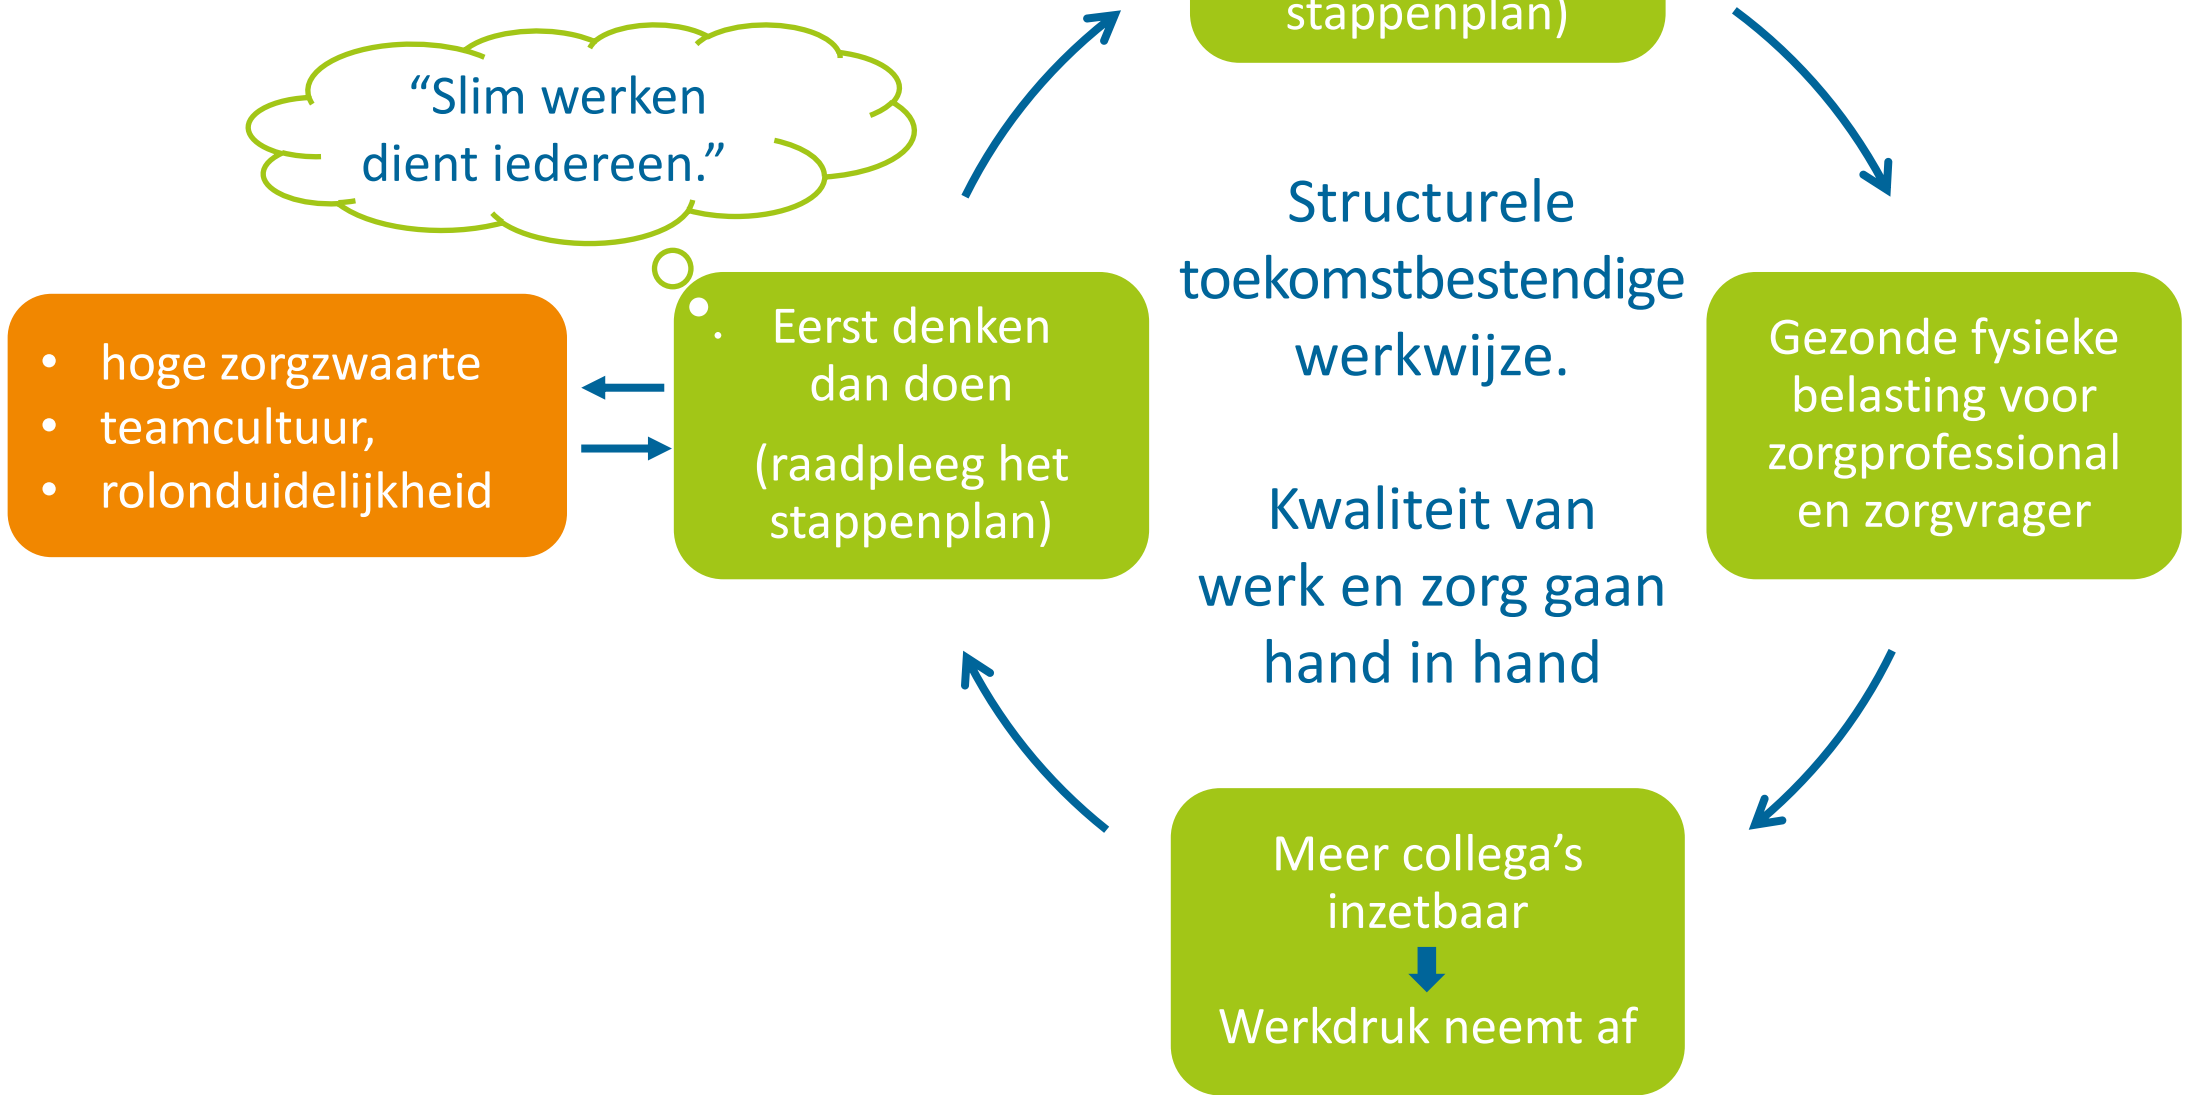 stappenplan)
“Slim werken
dient iedereen.”
Structurele
toekomstbestendige
werkwijze.
Kwaliteit van
werk en zorg gaan
hand in hand
• hoge zorgzwaarte
• teamcultuur,
• rolonduidelijkheid
Eerst denken
dan doen
(raadpleeg het
stappenplan)
Gezonde fysieke
belasting voor
zorgprofessional
en zorgvrager
Meer collega’s
inzetbaar
Werkdruk neemt af